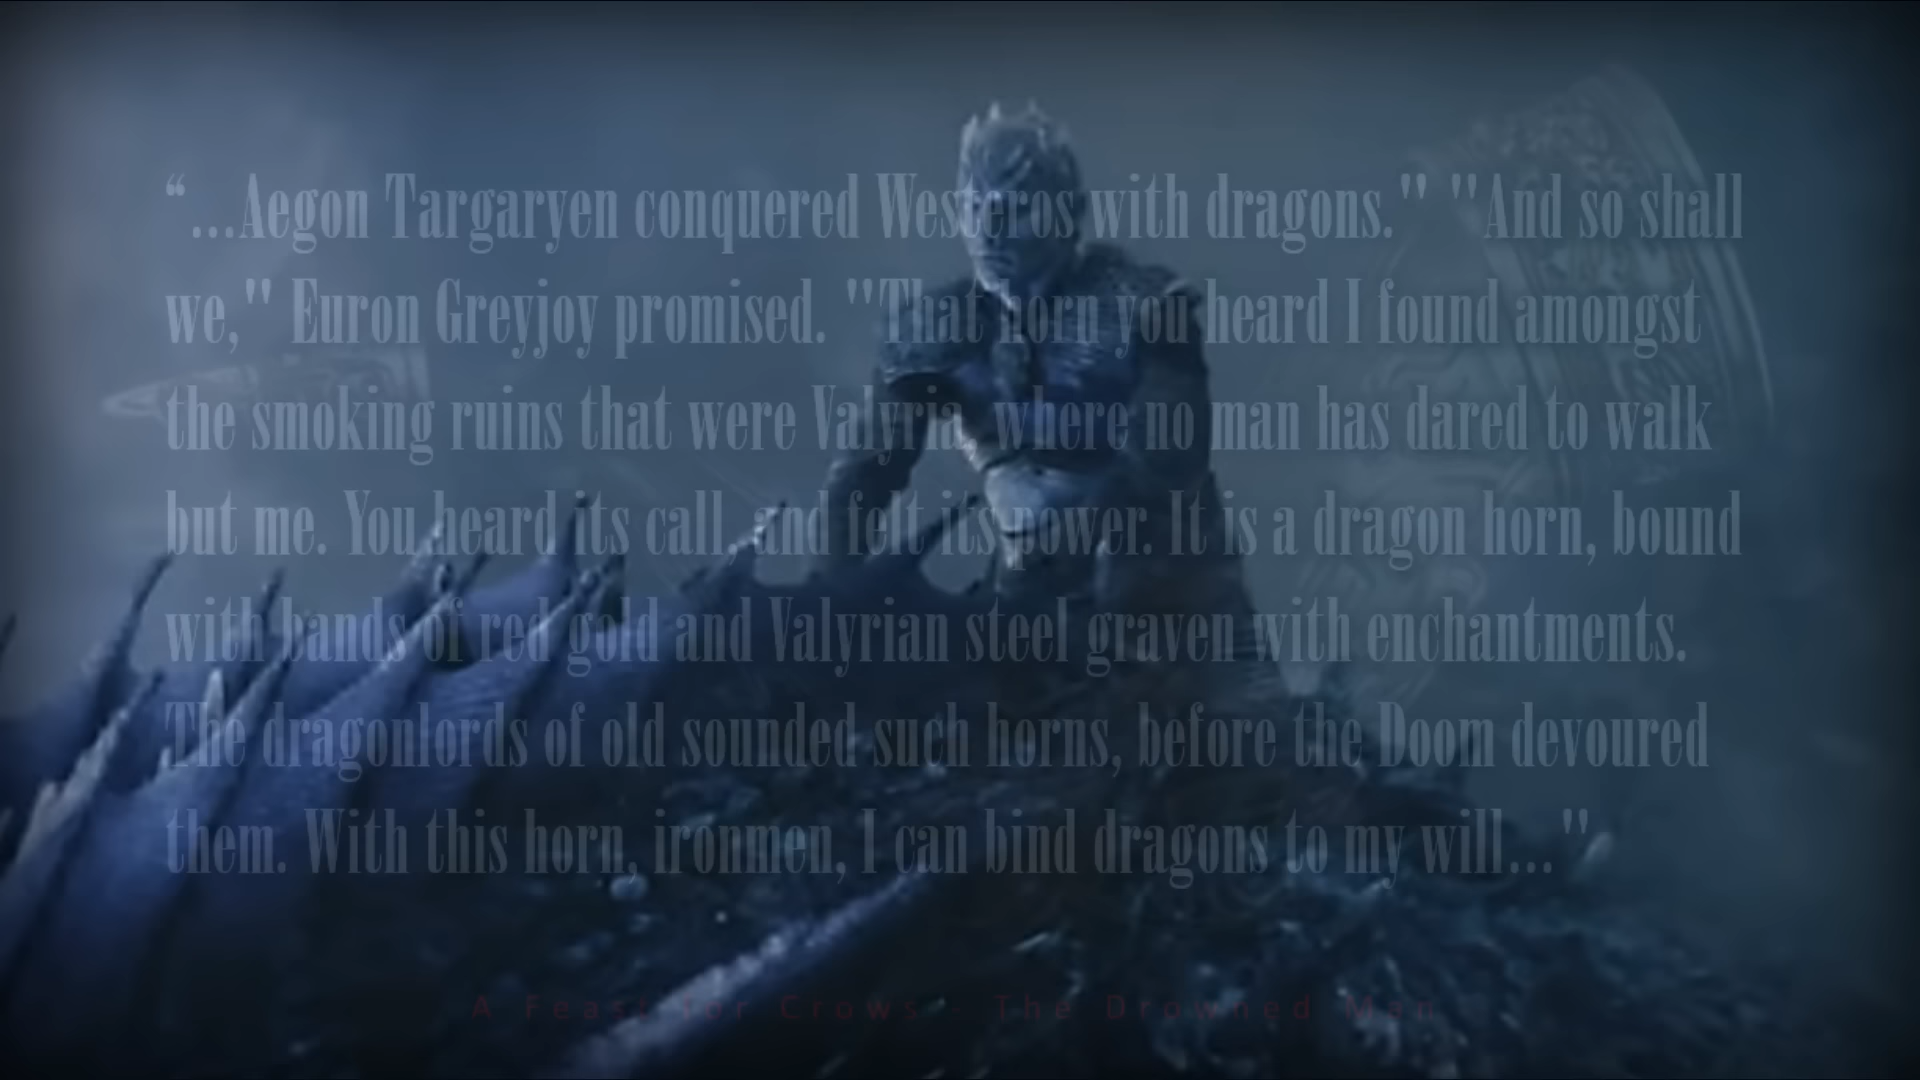 “...Aegon Targaryen conquered Westeros with dragons." "And so shall
we," Euron Greyjoy promised. "That horn you heard I found amongst
the smoking ruins that were Valyria, where no man has dared to walk
but me. You heard its call, and felt its power. It is a dragon horn, bound
with bands of red gold and Valyrian steel graven with enchantments.
The dragonlords of old sounded such horns, before the Doom devoured
them. With this horn, ironmen, I can bind dragons to my will..."
A Feast for Crows - The Drowned Man